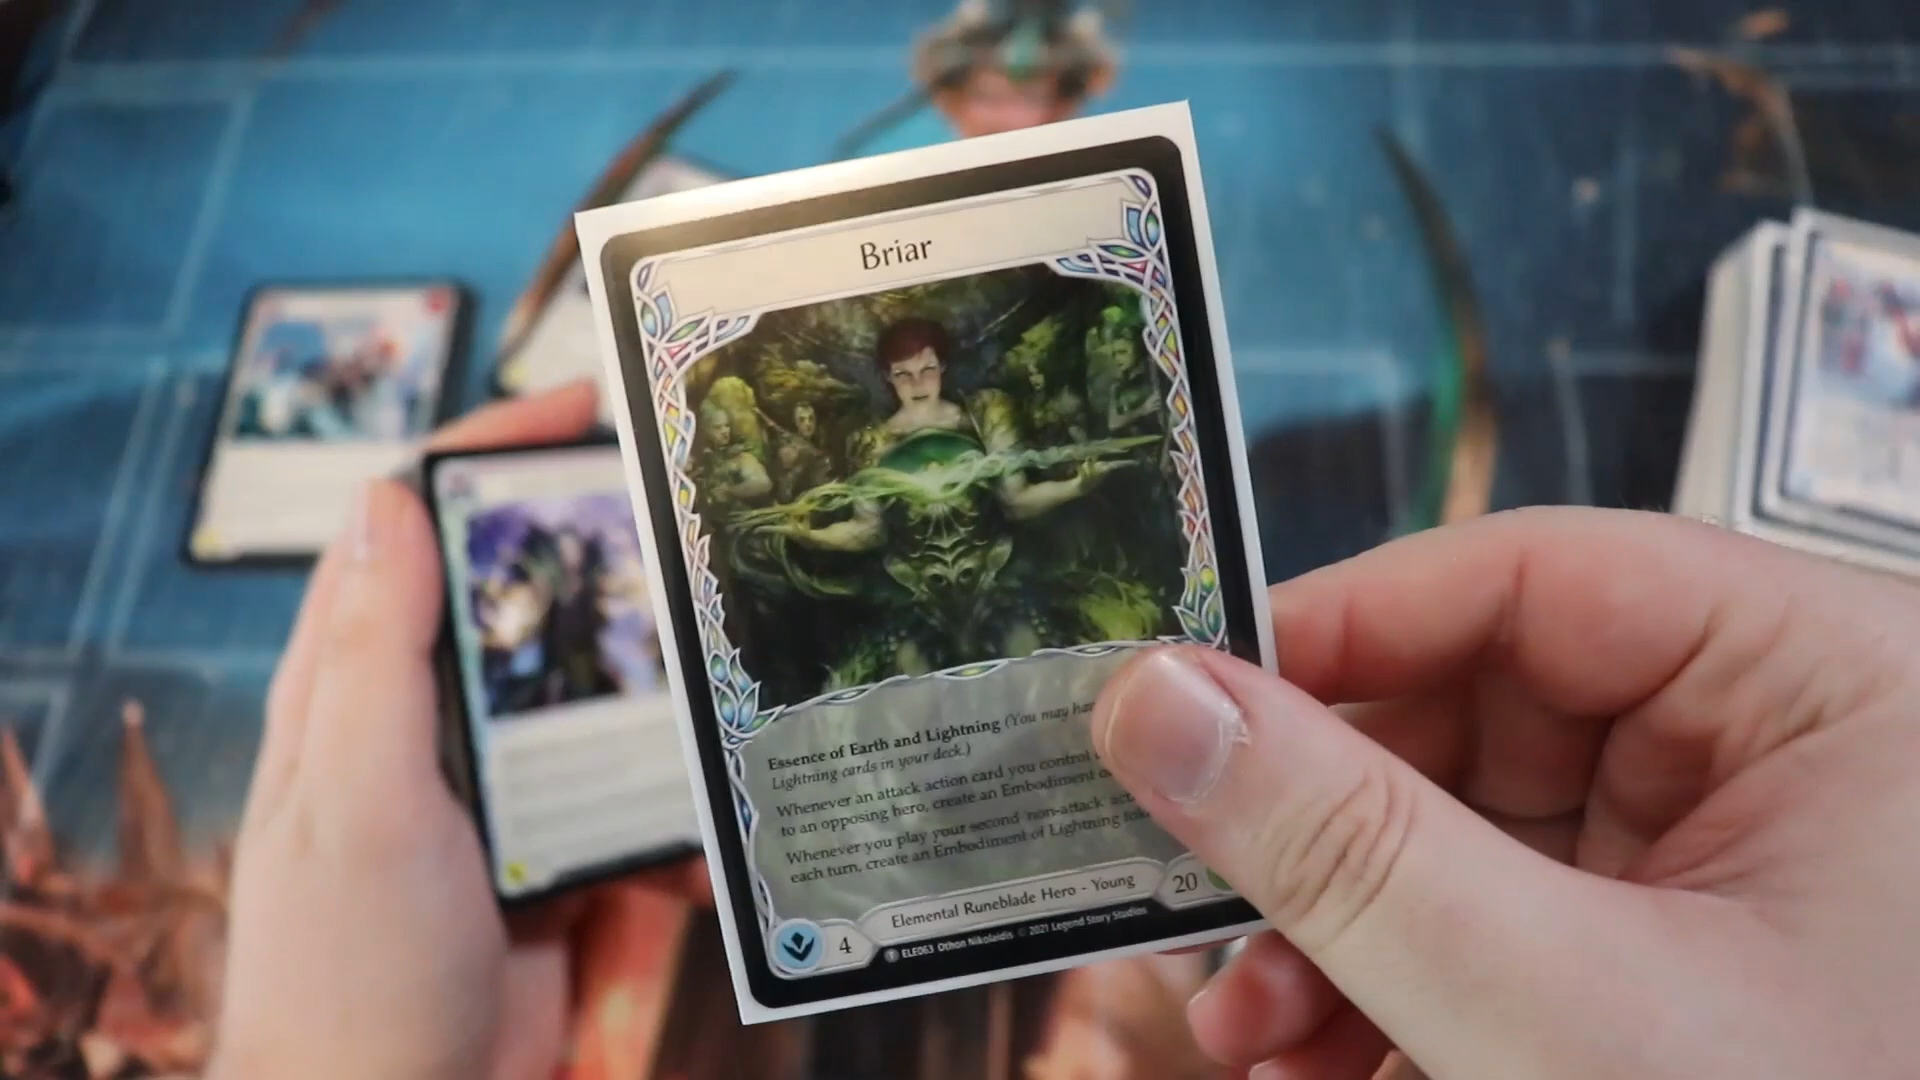 Briar
Essence of Earth and Lightning (You may hav
Lightning cards in your deck.)
Whenever an attack action card you control
to an opposing hero, create an Embodiment o
Whenever you play your second 'non-attack' act
each turn, create an Embodiment of Lightning tok
Elemental Runeblade Hero - Young
20
4
ELE063 Othon Nikolaidis © 2021 Legend Story Studios